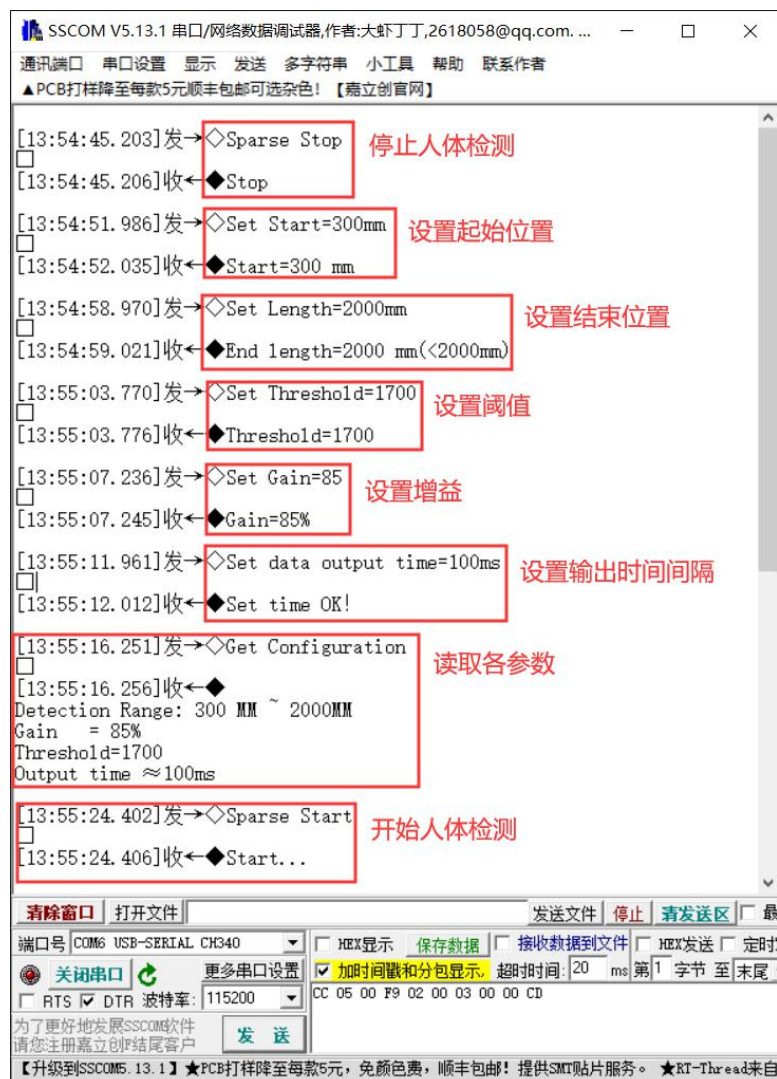 SSCOM V5.13.1 串口/网络数据调试器,作者:大虾丁丁,2618058@qq.com. ...
通讯端口 串口设置 显示 发送 多字符串 小工具 帮助 联系作者
▲PCB打样降至每款5元顺丰包邮可选杂色!【嘉立创官网】
[13:54:45.203]发→◇Sparse Stop
停止人体检测
□
[13:54:45.206]收←◆Stop
[13:54:51.986]发→◇Set Start=300mm
设置起始位置
□
[13:54:52.035]收←◆Start=300 mm
[13:54:58.970]发→◇Set Length=2000mm
设置结束位置
□
[13:54:59.021]收←◆End length=2000 mm(<2000mm)
[13:55:03.770]发→◇Set Threshold=1700
设置阈值
□
[13:55:03.776]收←◆Threshold=1700
[13:55:07.236]发→◇Set Gain=85
设置增益
□
[13:55:07.245]收←◆Gain=85%
[13:55:11.961]发→◇Set data output time=100ms
设置输出时间间隔
□
[13:55:12.012]收←◆Set time OK!
[13:55:16.251]发→◇Get Configuration
读取各参数
□
[13:55:16.256]收←◆
Detection Range: 300 MM ~ 2000MM
Gain = 85%
Threshold=1700
Output time ≈100ms
[13:55:24.402]发→◇Sparse Start
开始人体检测
□
[13:55:24.406]收←◆Start...
清除窗口 打开文件 发送文件 停止 清发送区 最
端口号 COM6 USB-SERIAL CH340 HEX显示 保存数据 接收数据到文件 HEX发送 定时
关闭串口 更多串口设置 加时间戳和分包显示, 超时时间: 20 ms 第1 字节 至 末尾
RTS DTR 波特率: 115200 CC 05 00 F9 02 00 03 00 00 CD
为了更好地发展SSCOM软件
请您注册嘉立创F结尾客户
发 送
【升级到SSCOM5.13.1】★PCB打样降至每款5元,免颜色费,顺丰包邮!提供SMT贴片服务。 ★RT-Thread来自